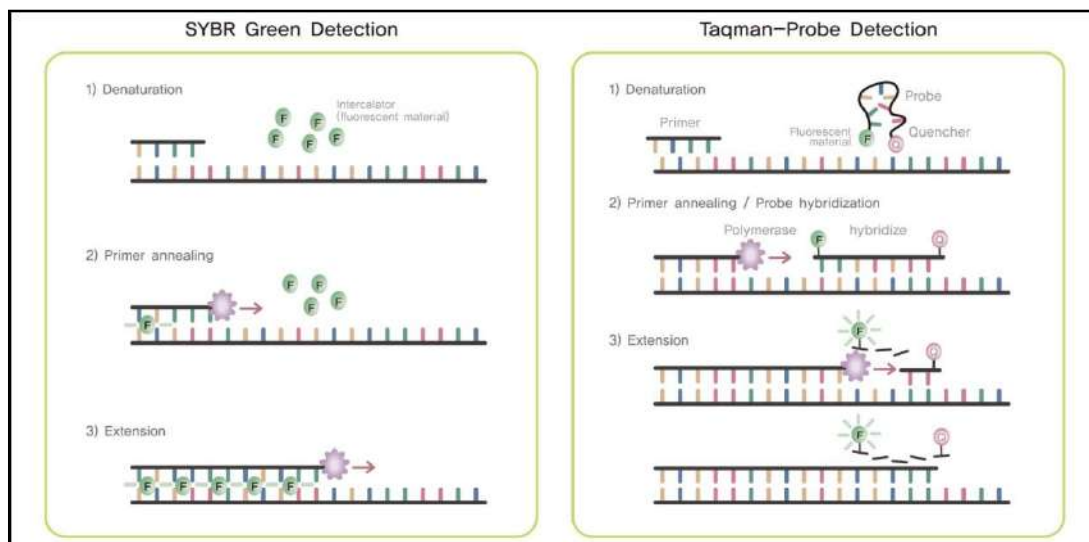 SYBR Green Detection
1) Denaturation
Intercalator
(fluorescent material)
F
F
F
F
F
2) Primer annealing
F
F
F
F
F
3) Extension
F
F
F
F
F
Taqman-Probe Detection
1) Denaturation
Probe
Primer
Fluorescent
material
Quencher
F
Q
2) Primer annealing / Probe hybridization
Polymerase
hybridize
F
Q
3) Extension
F
Q
F
Q